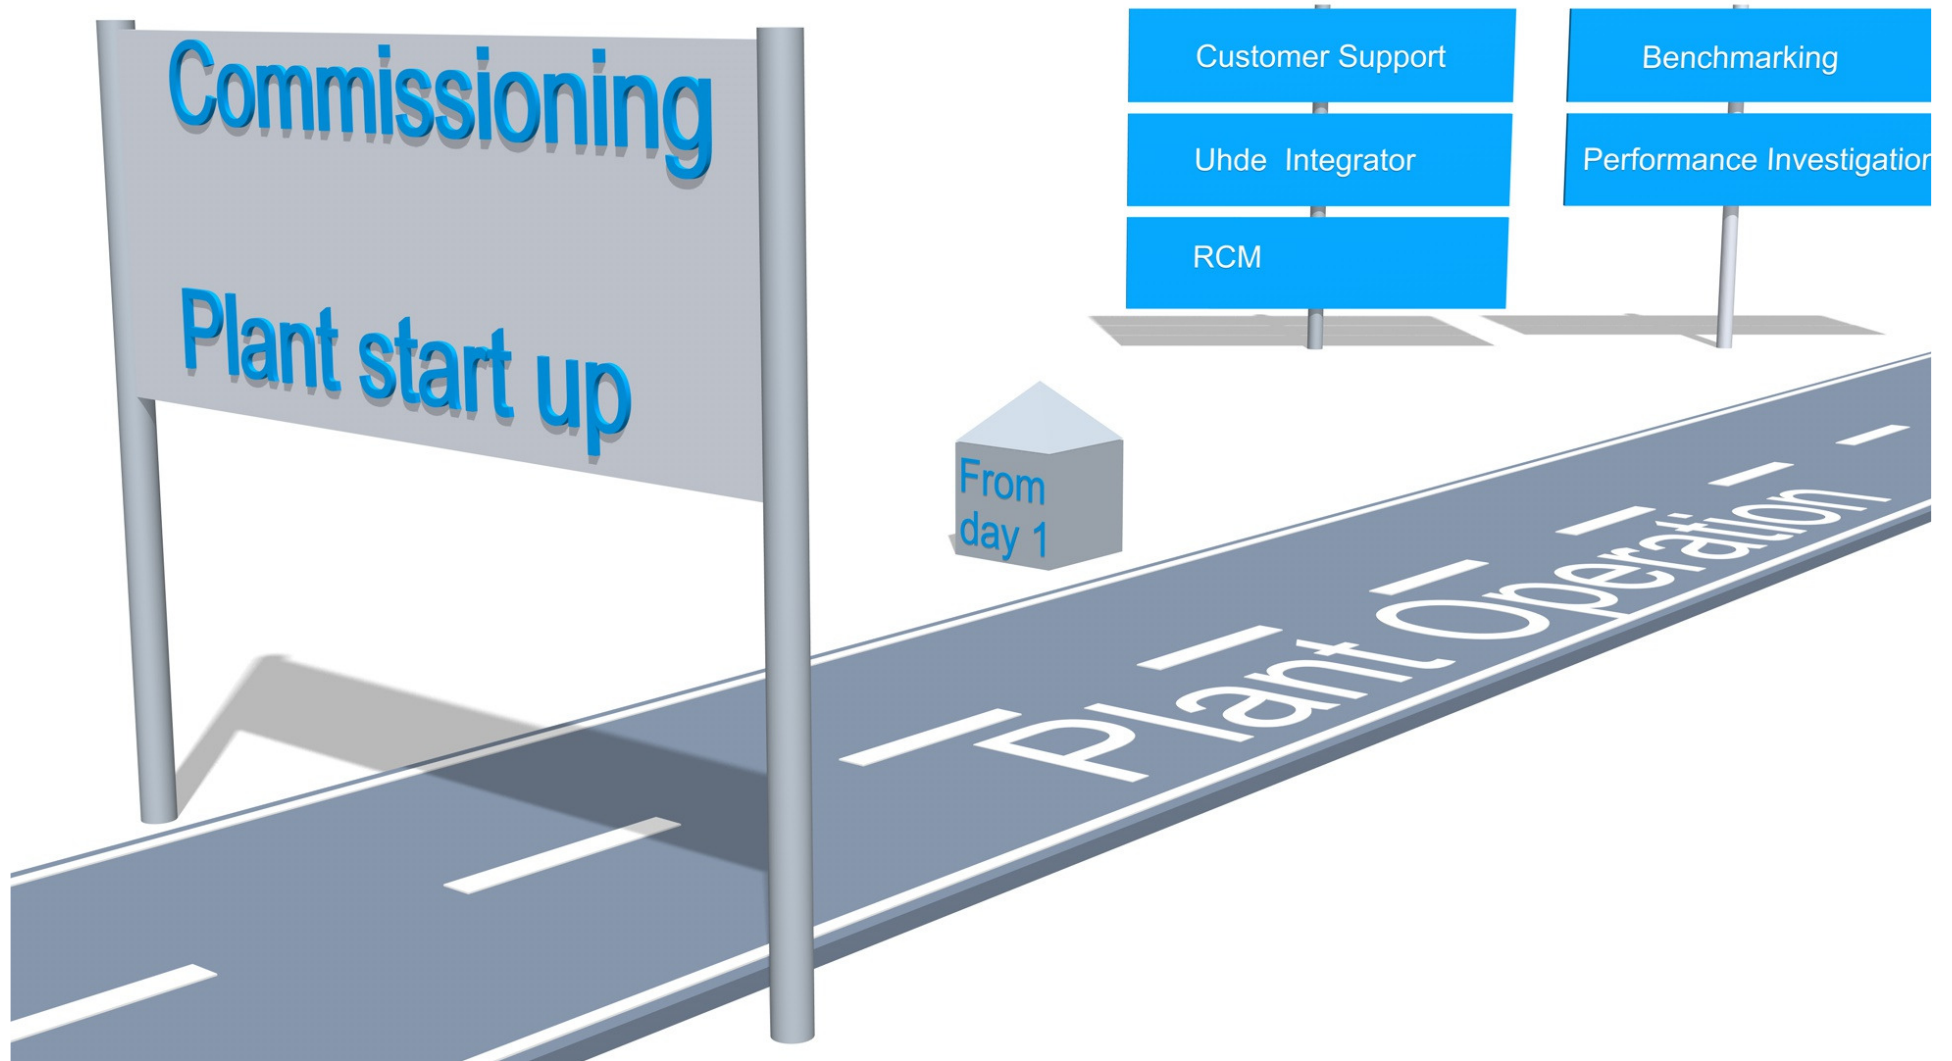 Commissioning
Plant start up
Customer Support
Uhde Integrator
RCM
Benchmarking
Performance Investigation
From
day 1
Plant Operation